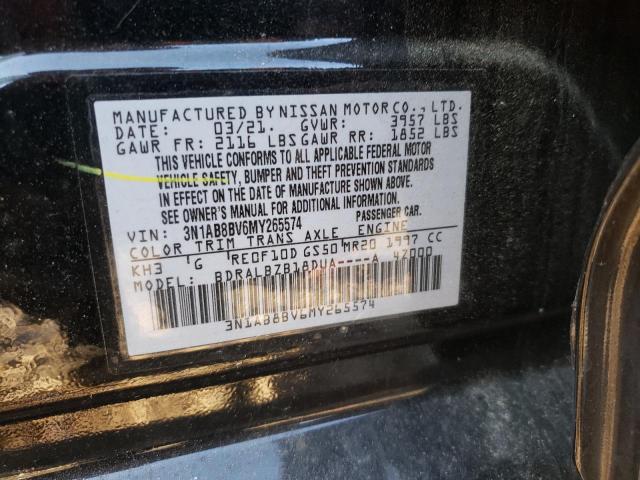 MANUFACTURED BY NISSAN MOTOR CO., LTD.
DATE: 03/21. GVWR: 3957 LBS
GAWR FR: 2116 LBS GAWR RR: 1852 LBS
THIS VEHICLE CONFORMS TO ALL APPLICABLE FEDERAL MOTOR
VEHICLE SAFETY, BUMPER AND THEFT PREVENTION STANDARDS
IN EFFECT ON THE DATE OF MANUFACTURE SHOWN ABOVE.
SEE OWNER'S MANUAL FOR ADDITIONAL INFORMATION.
VIN: 3N1AB8BV6MY265574 PASSENGER CAR.
COLOR TRIM TRANS AXLE ENGINE
KH3 'G RE0F10D GS50 MR20 1997 CC
MODEL: BDRALBZB18DUA----A 47000
3N1AB8BV6MY265574